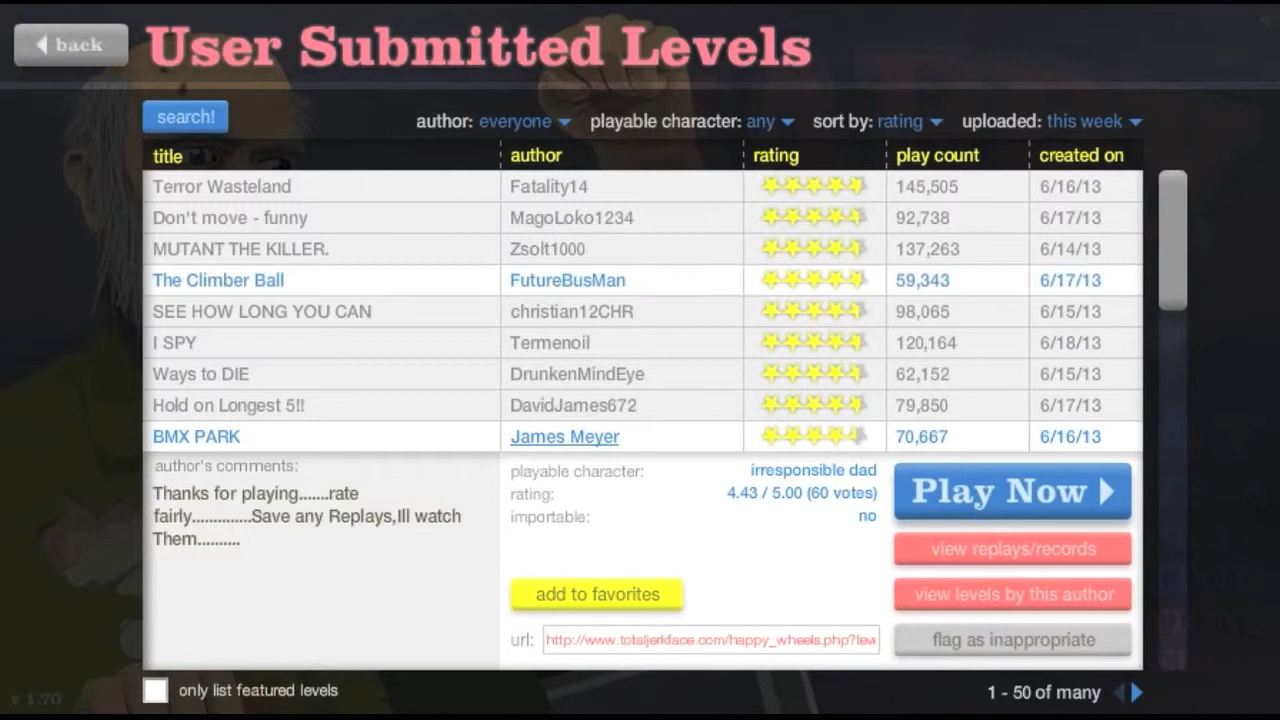 back
User Submitted Levels
search!
author: everyone playable character: any sort by: rating uploaded: this week
title author rating play count created on
Terror Wasteland Fatality14 145,505 6/16/13
Don't move - funny MagoLoko1234 92,738 6/17/13
MUTANT THE KILLER. Zsolt1000 137,263 6/14/13
The Climber Ball FutureBusMan 59,343 6/17/13
SEE HOW LONG YOU CAN christian12CHR 98,065 6/15/13
I SPY Termenoil 120,164 6/18/13
Ways to DIE DrunkenMindEye 62,152 6/15/13
Hold on Longest 5!! DavidJames672 79,850 6/17/13
BMX PARK James Meyer 70,667 6/16/13
author's comments:
Thanks for playing.......rate
fairly..............Save any Replays,Ill watch
Them..........
playable character: irresponsible dad
rating: 4.43 / 5.00 (60 votes)
importable: no
add to favorites
url: http://www.totaljerkface.com/happy_wheels.php?lev
Play Now
view replays/records
view levels by this author
flag as inappropriate
v 1.70
only list featured levels
1 - 50 of many